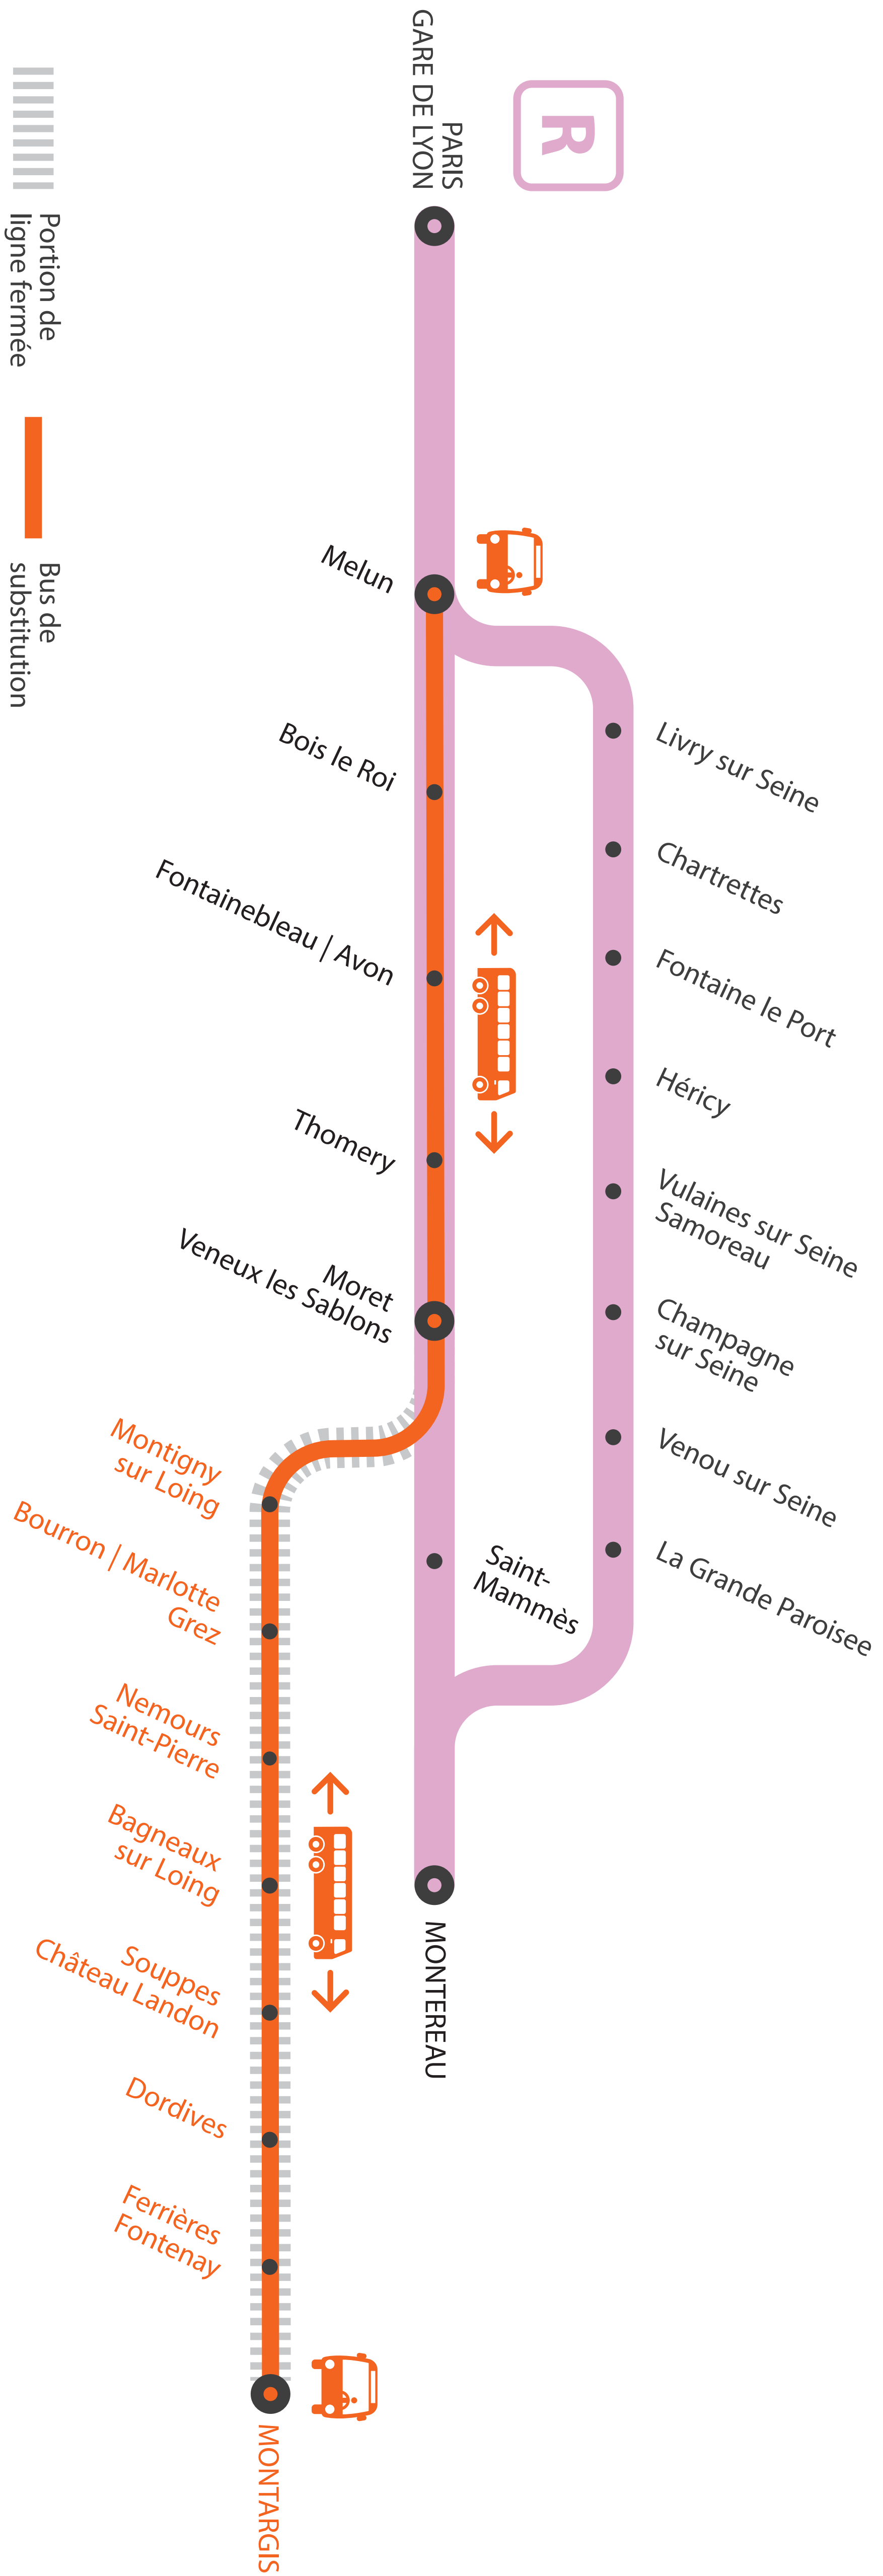 R
PARIS
GARE DE LYON
Melun
Bois le Roi
Fontainebleau / Avon
Thomery
Moret
Veneux les Sablons
Saint-
Mammès
MONTEREAU
Livry sur Seine
Chartrettes
Fontaine le Port
Héricy
Vulaines sur Seine
Samoreau
Champagne
sur Seine
Venou sur Seine
La Grande Paroisee
Montigny
sur Loing
Bourron / Marlotte
Grez
Nemours
Saint-Pierre
Bagneaux
sur Loing
Souppes
Château Landon
Dordives
Ferrières
Fontenay
MONTARGIS
Portion de
ligne fermée
Bus de
substitution